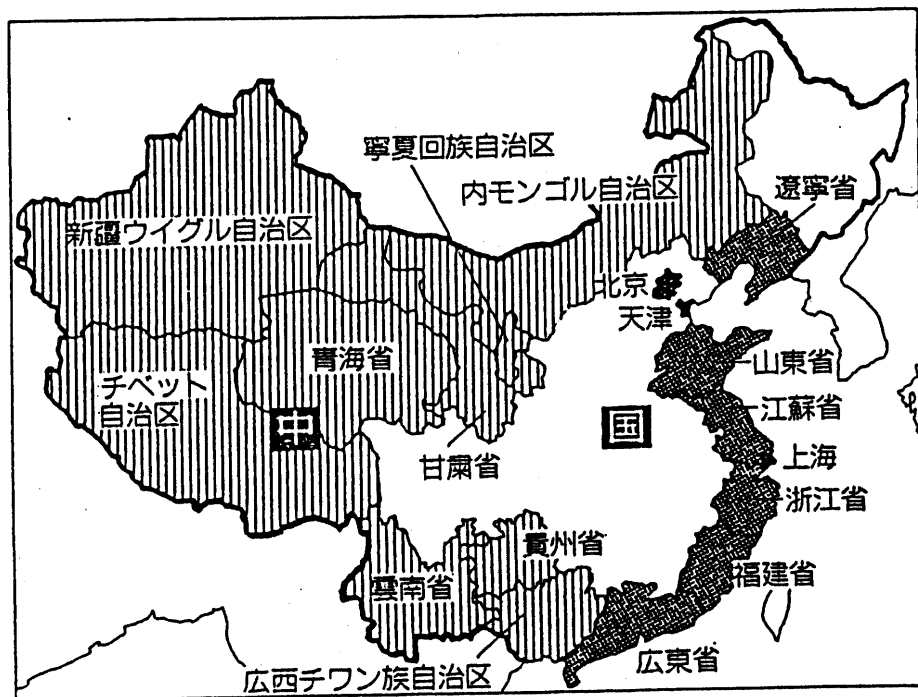 寧夏回族自治区
内モンゴル自治区
遼寧省
新疆ウイグル自治区
北京
天津
青海省
山東省
チベット
自治区
江蘇省
中
国
甘粛省
上海
浙江省
貴州省
雲南省
福建省
広東省
広西チワン族自治区